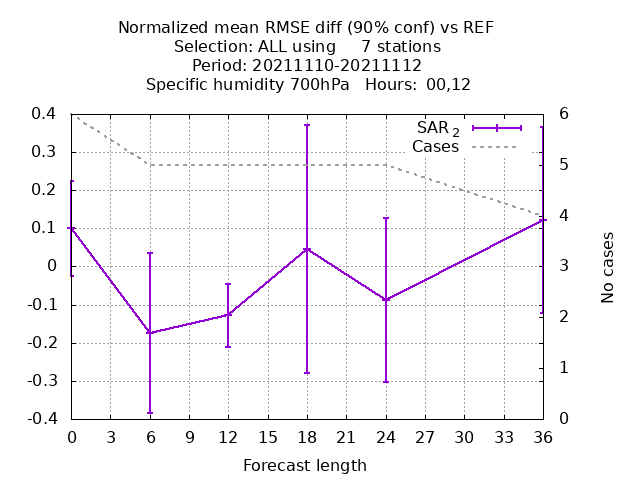 Normalized mean RMSE diff (90% conf) vs REF
Selection: ALL using     7 stations
Period: 20211110-20211112
Specific humidity 700hPa   Hours:  00,12
SAR 2
Cases
0.4
0.3
0.2
0.1
0
-0.1
-0.2
-0.3
-0.4
6
5
4
3
2
1
0
No cases
0 3 6 9 12 15 18 21 24 27 30 33 36
Forecast length